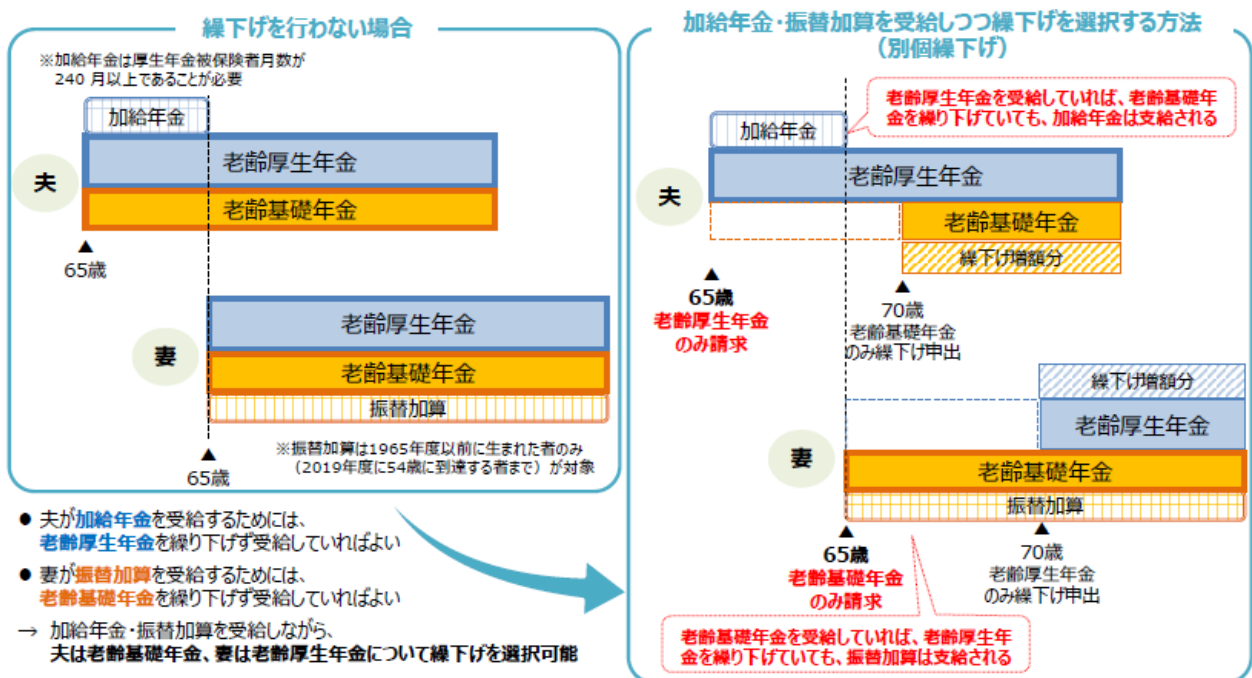 繰下げを行わない場合
※加給年金は厚生年金被保険者月数が
240 月以上であることが必要
加給年金
老齢厚生年金
夫
老齢基礎年金
▲
65歳
老齢厚生年金
妻
老齢基礎年金
振替加算
※振替加算は1965年度以前に生まれた者のみ
（2019年度に54歳に到達する者まで）が対象
▲
65歳
● 夫が加給年金を受給するためには、
老齢厚生年金を繰り下げず受給していればよい
● 妻が振替加算を受給するためには、
老齢基礎年金を繰り下げず受給していればよい
→ 加給年金・振替加算を受給しながら、
夫は老齢基礎年金、妻は老齢厚生年金について繰下げを選択可能
加給年金・振替加算を受給しつつ繰下げを選択する方法
（別個繰下げ）
老齢厚生年金を受給していれば、老齢基礎年
金を繰り下げていても、加給年金は支給される
加給年金
老齢厚生年金
夫
老齢基礎年金
繰下げ増額分
▲
65歳
老齢厚生年金
のみ請求
▲
70歳
老齢基礎年金
のみ繰下げ申出
繰下げ増額分
老齢厚生年金
妻
老齢基礎年金
振替加算
▲
65歳
老齢基礎年金
のみ請求
▲
70歳
老齢厚生年金
のみ繰下げ申出
老齢基礎年金を受給していれば、老齢厚生年
金を繰り下げていても、振替加算は支給される